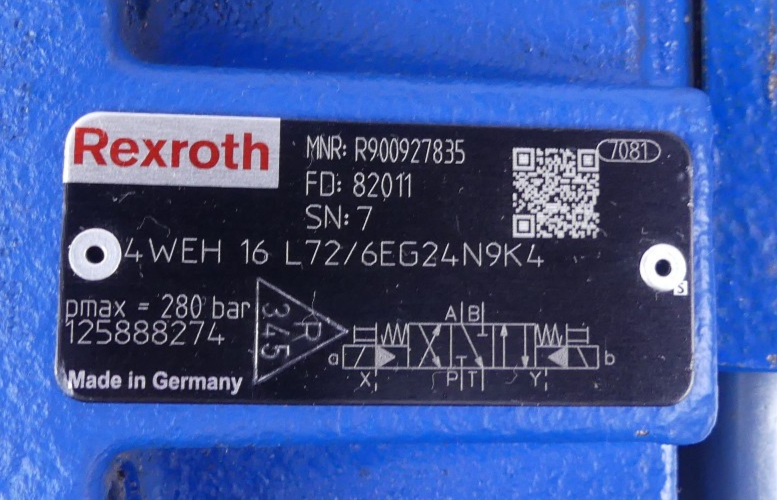 Rexroth
MNR: R900927835
FD: 82011
SN: 7
7081
4WEH 16 L72/6EG24N9K4
S
pmax = 280 bar
125888274
R
345
Made in Germany
A B
a b
X P T Y